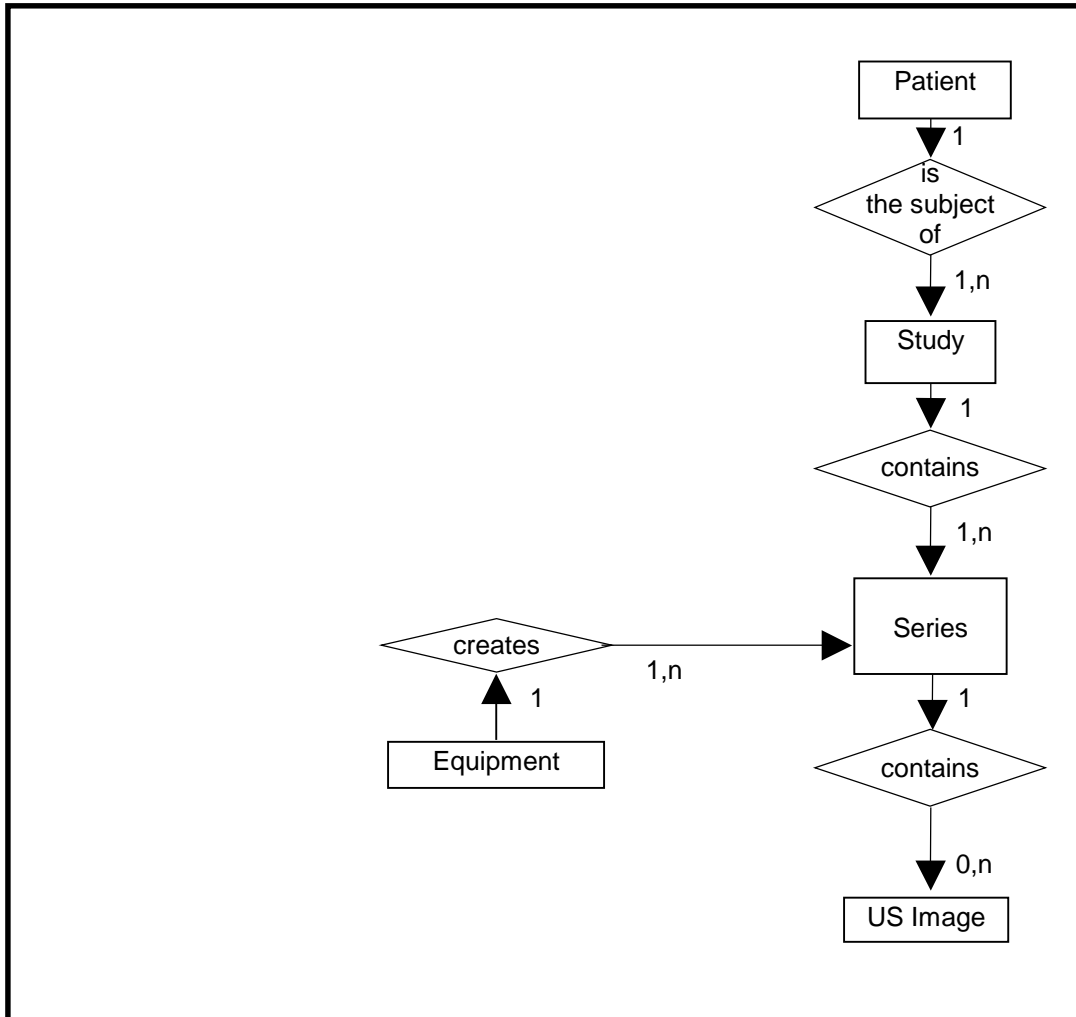 Patient
1
is
the subject
of
1,n
Study
1
contains
1,n
Series
creates
1,n
1
1
Equipment
contains
0,n
US Image